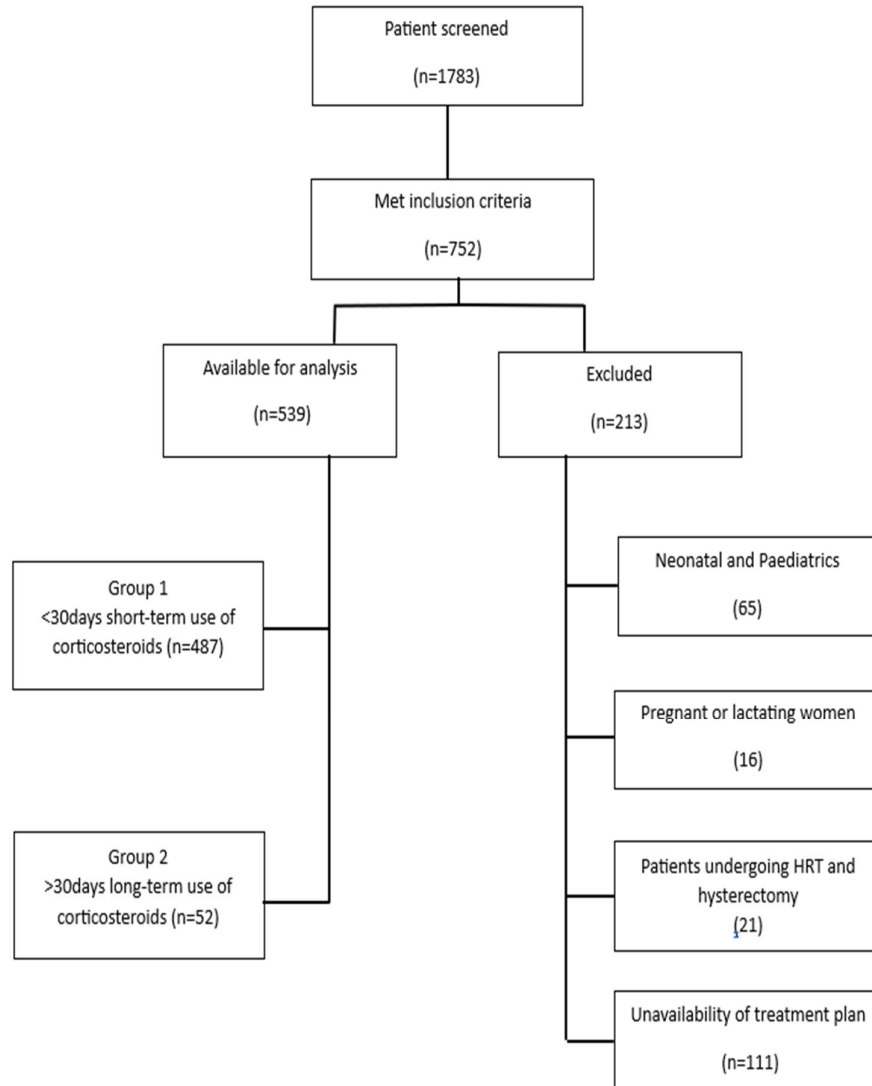 Patient screened
(n=1783)
Met inclusion criteria
(n=752)
Available for analysis
(n=539)
Excluded
(n=213)
Group 1
<30days short-term use of
corticosteroids (n=487)
Group 2
>30days long-term use of
corticosteroids (n=52)
Neonatal and Paediatrics
(65)
Pregnant or lactating women
(16)
Patients undergoing HRT and
hysterectomy
(21)
Unavailability of treatment plan
(n=111)